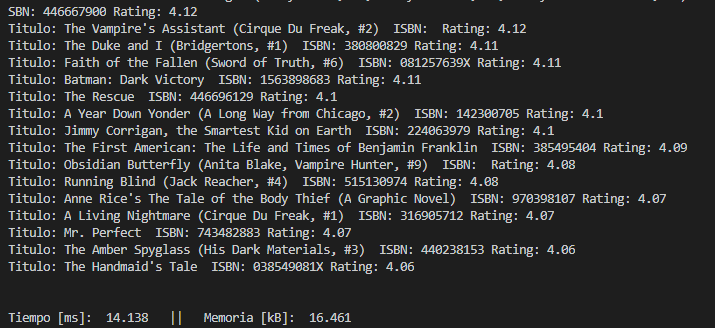 SBN: 446667900 Rating: 4.12
Titulo: The Vampire's Assistant (Cirque Du Freak, #2)  ISBN:  Rating: 4.12
Titulo: The Duke and I (Bridgertons, #1)  ISBN: 380800829 Rating: 4.11
Titulo: Faith of the Fallen (Sword of Truth, #6)  ISBN: 081257639X Rating: 4.11
Titulo: Batman: Dark Victory  ISBN: 1563898683 Rating: 4.11
Titulo: The Rescue  ISBN: 446696129 Rating: 4.1
Titulo: A Year Down Yonder (A Long Way from Chicago, #2)  ISBN: 142300705 Rating: 4.1
Titulo: Jimmy Corrigan, the Smartest Kid on Earth  ISBN: 224063979 Rating: 4.1
Titulo: The First American: The Life and Times of Benjamin Franklin  ISBN: 385495404 Rating: 4.09
Titulo: Obsidian Butterfly (Anita Blake, Vampire Hunter, #9)  ISBN:  Rating: 4.08
Titulo: Running Blind (Jack Reacher, #4)  ISBN: 515130974 Rating: 4.08
Titulo: Anne Rice's The Tale of the Body Thief (A Graphic Novel)  ISBN: 970398107 Rating: 4.07
Titulo: A Living Nightmare (Cirque Du Freak, #1)  ISBN: 316905712 Rating: 4.07
Titulo: Mr. Perfect  ISBN: 743482883 Rating: 4.07
Titulo: The Amber Spyglass (His Dark Materials, #3)  ISBN: 440238153 Rating: 4.06
Titulo: The Handmaid's Tale  ISBN: 038549081X Rating: 4.06
Tiempo [ms]:  14.138   ||   Memoria [kB]:  16.461